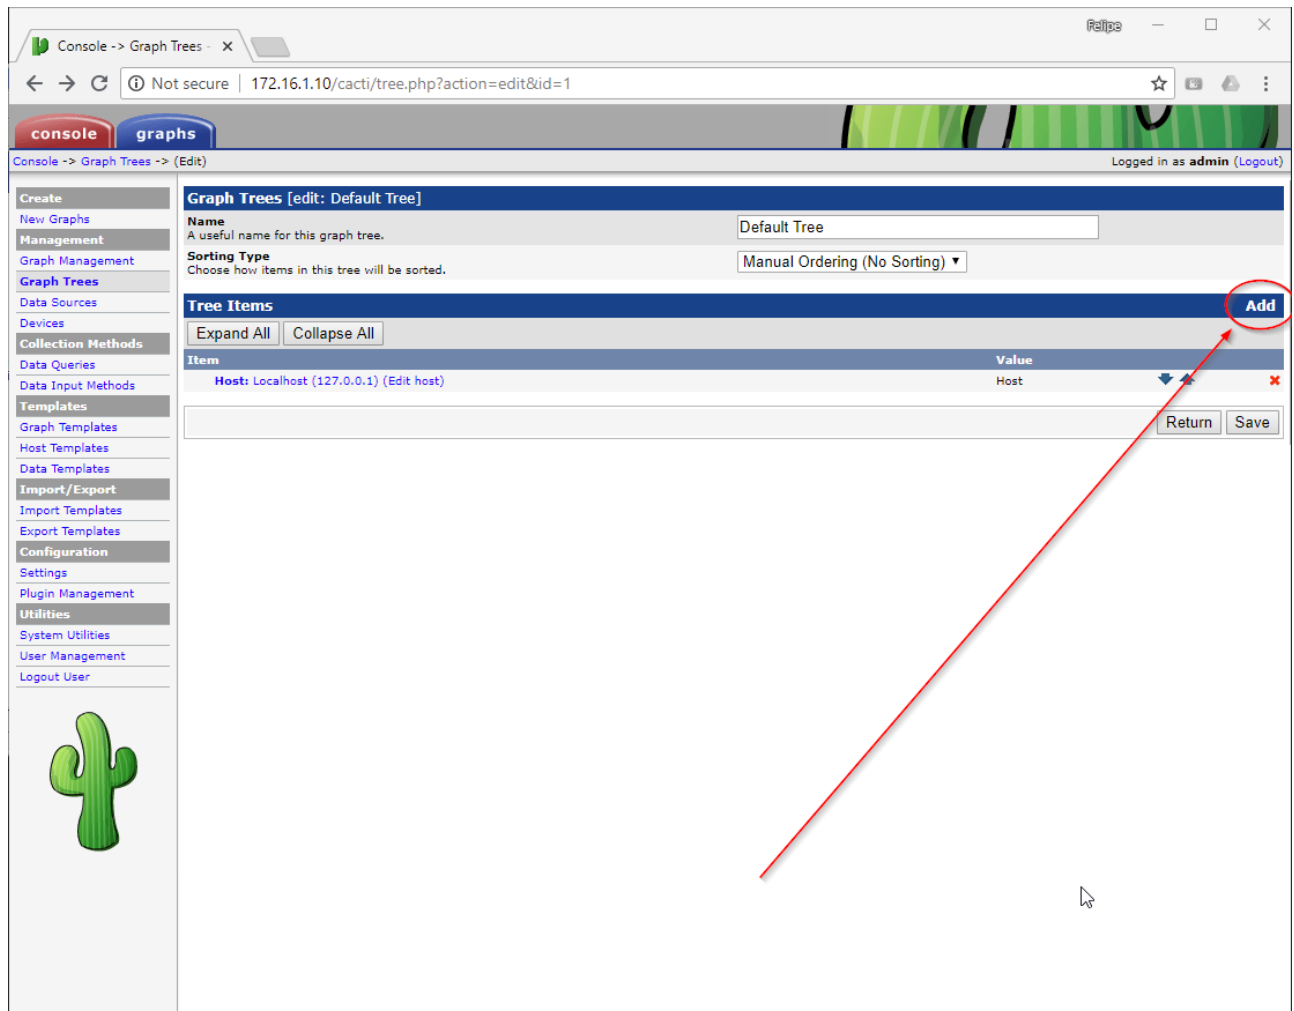 Felipe
Console -> Graph Trees -
Not secure | 172.16.1.10/cacti/tree.php?action=edit&id=1
console graphs
Console -> Graph Trees -> (Edit)
Logged in as admin (Logout)
Create
New Graphs
Management
Graph Management
Graph Trees
Data Sources
Devices
Collection Methods
Data Queries
Data Input Methods
Templates
Graph Templates
Host Templates
Data Templates
Import/Export
Import Templates
Export Templates
Configuration
Settings
Plugin Management
Utilities
System Utilities
User Management
Logout User
Graph Trees [edit: Default Tree]
Name
A useful name for this graph tree.
Default Tree
Sorting Type
Choose how items in this tree will be sorted.
Manual Ordering (No Sorting)
Tree Items Add
Expand All Collapse All
Item Value
Host: Localhost (127.0.0.1) (Edit host) Host
Return Save